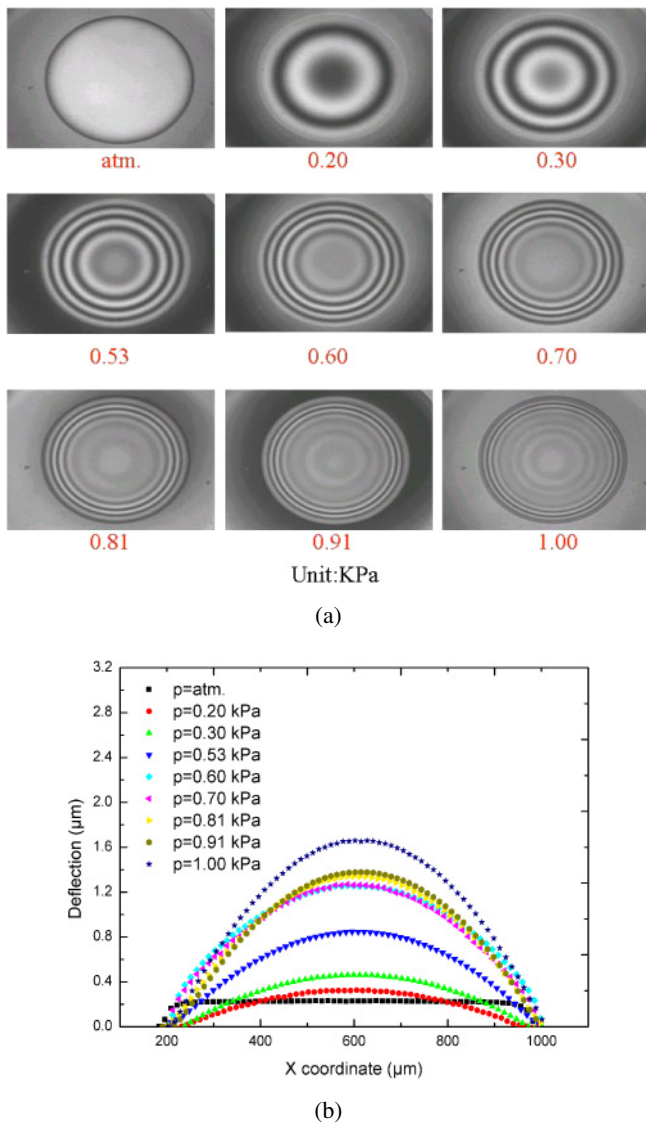 atm. 0.20 0.30
0.53 0.60 0.70
0.81 0.91 1.00
Unit:KPa
(a)
3.2
2.8
2.4
2.0
1.6
1.2
0.8
0.4
0.0
Deflection (μm)
p=atm.
p=0.20 kPa
p=0.30 kPa
p=0.53 kPa
p=0.60 kPa
p=0.70 kPa
p=0.81 kPa
p=0.91 kPa
p=1.00 kPa
200 400 600 800 1000
X coordinate (μm)
(b)